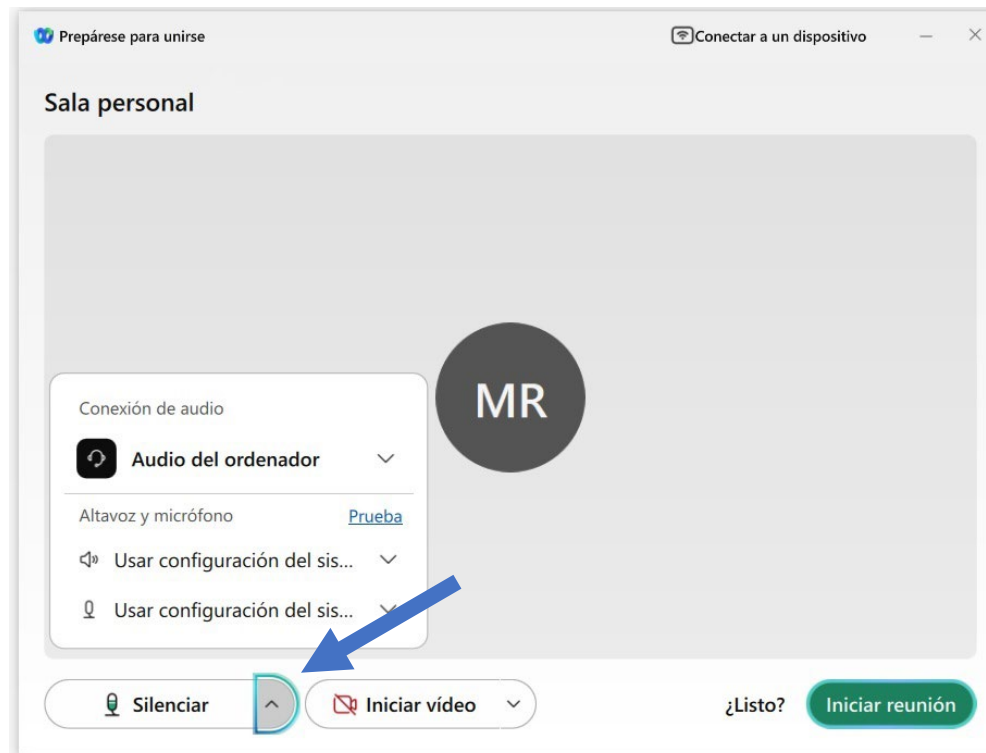 Prepárese para unirse
Conectar a un dispositivo
Sala personal
MR
Conexión de audio
Audio del ordenador
Altavoz y micrófono Prueba
Usar configuración del sis...
Usar configuración del sis...
Silenciar
Iniciar vídeo
¿Listo?
Iniciar reunión